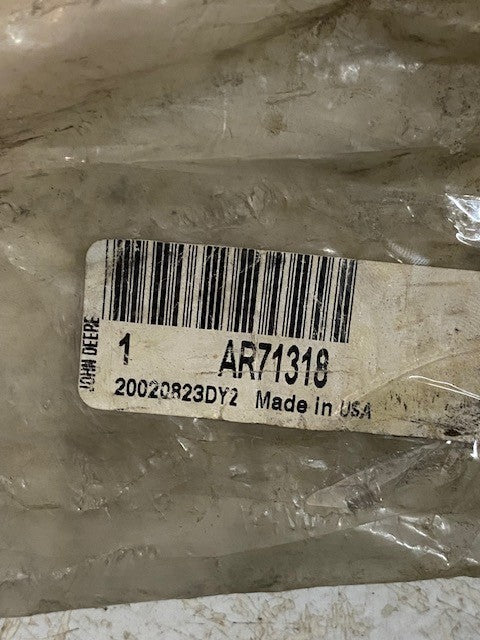 JOHN DEERE
1 AR71318
20020823DY2 Made in USA